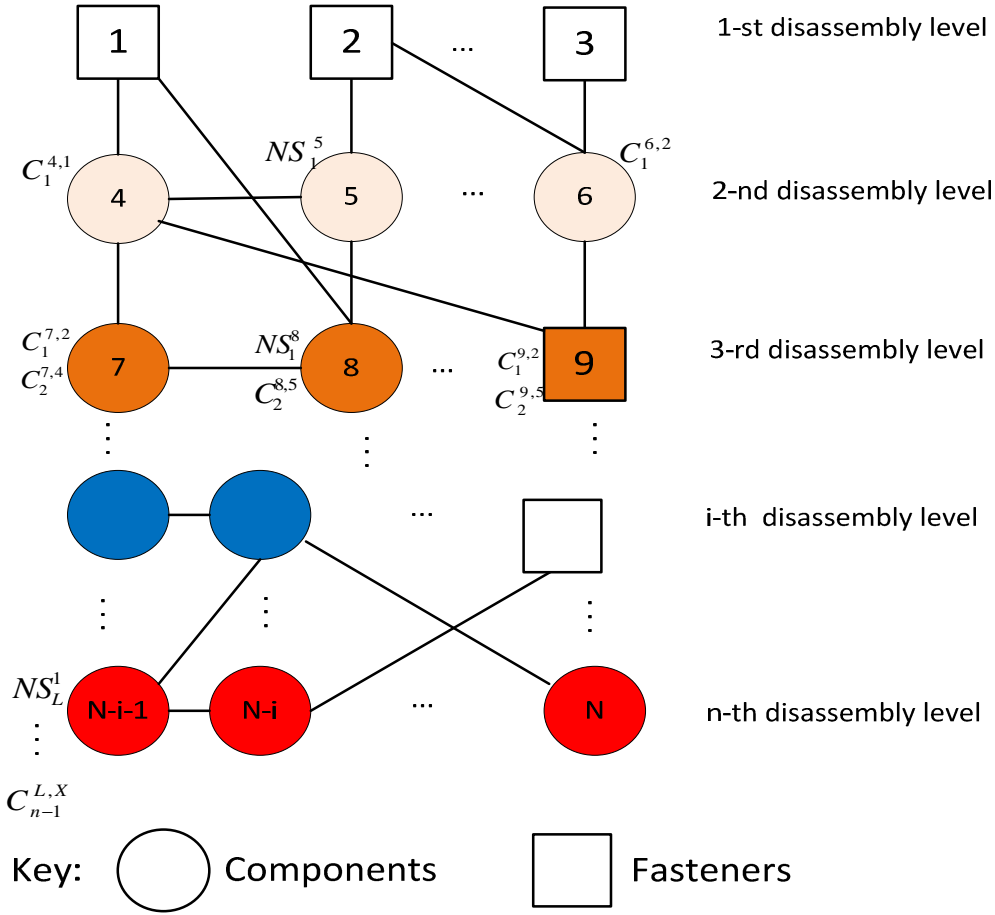 1 2 ... 3 1-st disassembly level
C_1^{4,1} 4 NS_1^5 5 ... 6 C_1^{6,2} 2-nd disassembly level
C_1^{7,2} C_2^{7,4} 7 NS_1^8 C_2^{8,5} 8 ... C_1^{9,2} C_2^{9,5} 9 3-rd disassembly level
⋮ ⋮ ⋮
... i-th disassembly level
⋮ ⋮ ⋮
NS_L^1 N-i-1 N-i ... N n-th disassembly level
⋮
C_{n-1}^{L,X}
Key: Components Fasteners